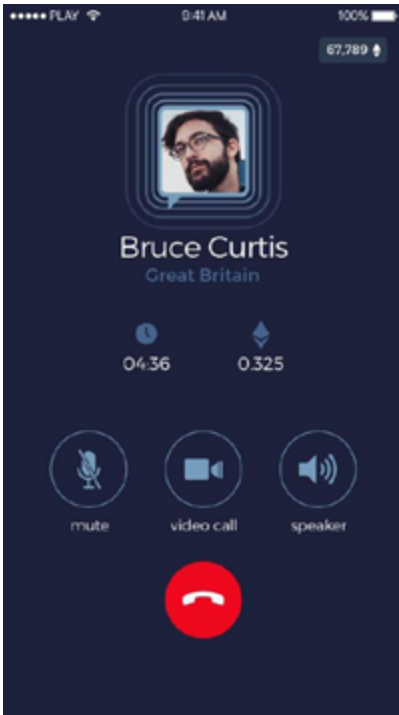 PLAY 9:41 AM 100%
67,789
Bruce Curtis
Great Britain
04:36 0.325
mute video call speaker